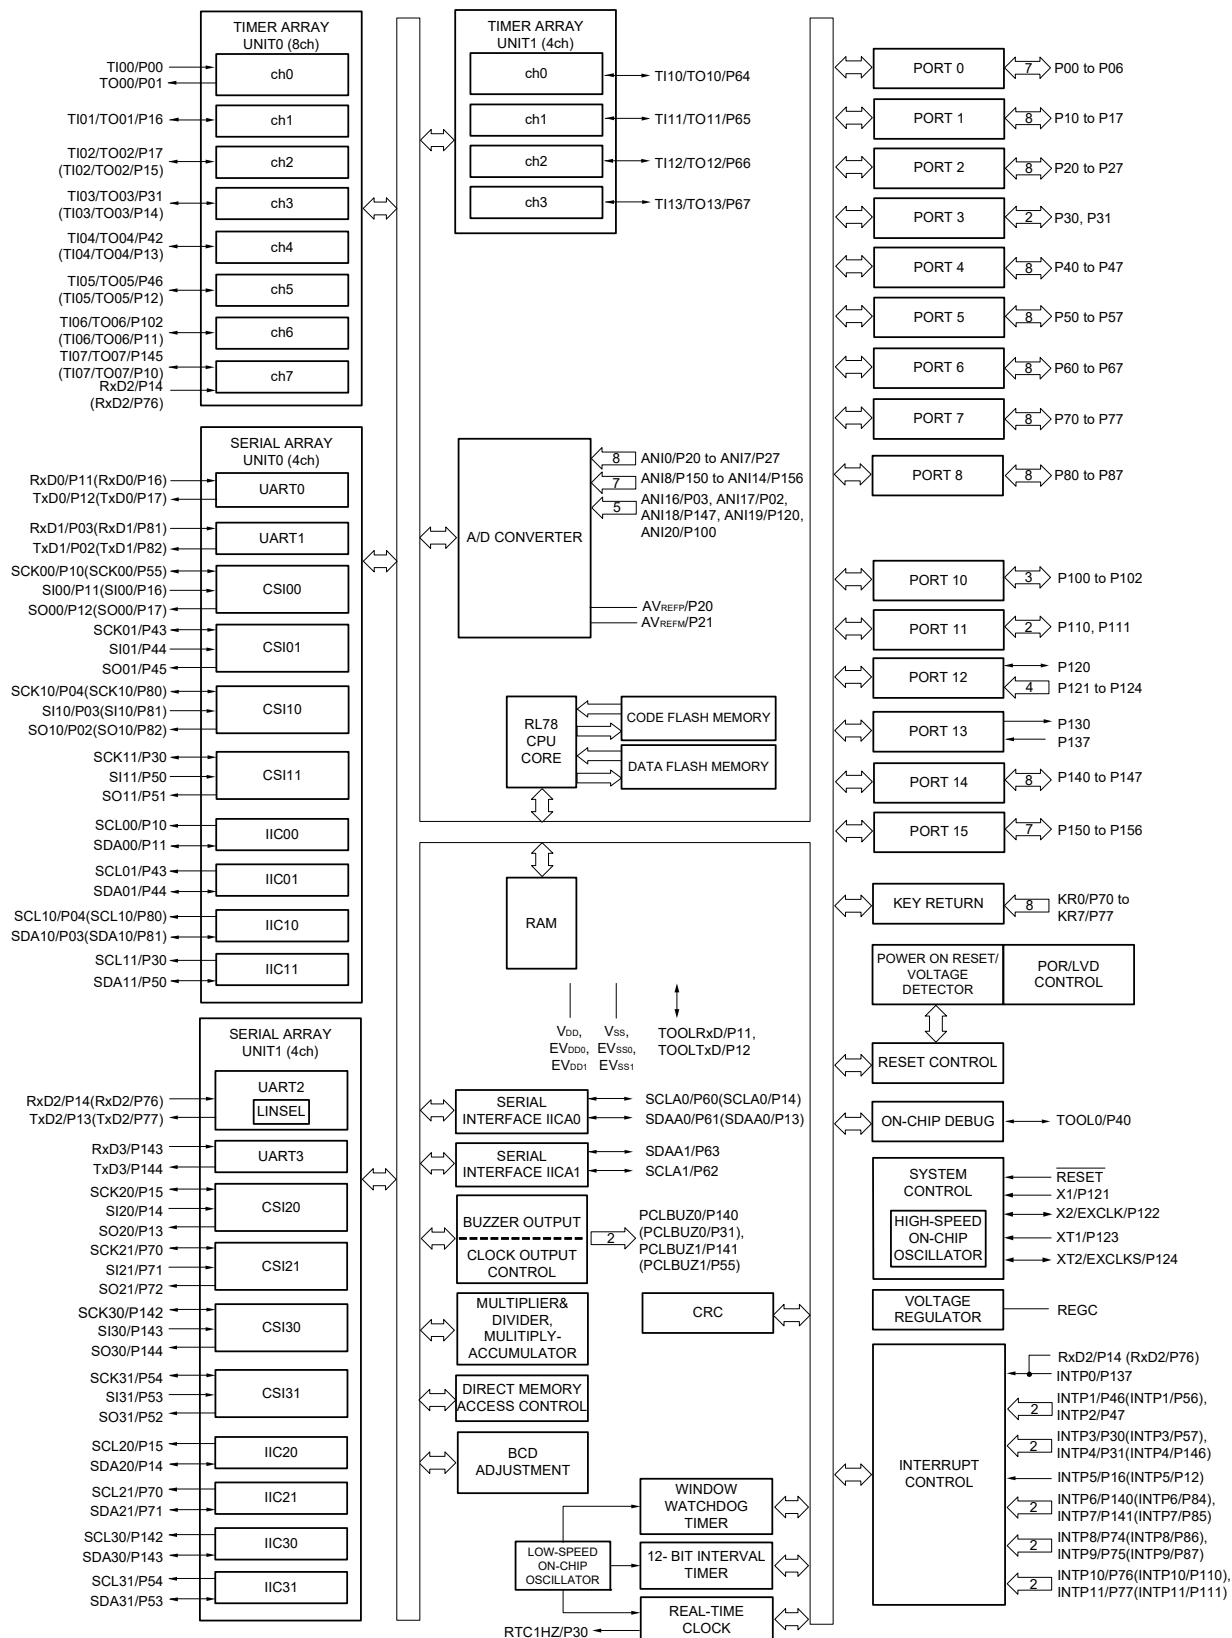 TIMER ARRAY
UNIT0 (8ch)
TI00/P00
TO00/P01
ch0
TI01/TO01/P16
ch1
TI02/TO02/P17
(TI02/TO02/P15)
ch2
TI03/TO03/P31
(TI03/TO03/P14)
ch3
TI04/TO04/P42
(TI04/TO04/P13)
ch4
TI05/TO05/P46
(TI05/TO05/P12)
ch5
TI06/TO06/P102
(TI06/TO06/P11)
ch6
TI07/TO07/P145
(TI07/TO07/P10)
RxD2/P14
(RxD2/P76)
ch7
SERIAL ARRAY
UNIT0 (4ch)
RxD0/P11(RxD0/P16)
TxD0/P12(TxD0/P17)
UART0
RxD1/P03(RxD1/P81)
TxD1/P02(TxD1/P82)
UART1
SCK00/P10(SCK00/P55)
SI00/P11(SI00/P16)
SO00/P12(SO00/P17)
CSI00
SCK01/P43
SI01/P44
SO01/P45
CSI01
SCK10/P04(SCK10/P80)
SI10/P03(SI10/P81)
SO10/P02(SO10/P82)
CSI10
SCK11/P30
SI11/P50
SO11/P51
CSI11
SCL00/P10
SDA00/P11
IIC00
SCL01/P43
SDA01/P44
IIC01
SCL10/P04(SCL10/P80)
SDA10/P03(SDA10/P81)
IIC10
SCL11/P30
SDA11/P50
IIC11
SERIAL ARRAY
UNIT1 (4ch)
RxD2/P14(RxD2/P76)
TxD2/P13(TxD2/P77)
UART2
LINSEL
RxD3/P143
TxD3/P144
UART3
SCK20/P15
SI20/P14
SO20/P13
CSI20
SCK21/P70
SI21/P71
SO21/P72
CSI21
SCK30/P142
SI30/P143
SO30/P144
CSI30
SCK31/P54
SI31/P53
SO31/P52
CSI31
SCL20/P15
SDA20/P14
IIC20
SCL21/P70
SDA21/P71
IIC21
SCL30/P142
SDA30/P143
IIC30
SCL31/P54
SDA31/P53
IIC31
TIMER ARRAY
UNIT1 (4ch)
ch0
TI10/TO10/P64
ch1
TI11/TO11/P65
ch2
TI12/TO12/P66
ch3
TI13/TO13/P67
A/D CONVERTER
8 ANI0/P20 to ANI7/P27
7 ANI8/P150 to ANI14/P156
5 ANI16/P03, ANI17/P02,
ANI18/P147, ANI19/P120,
ANI20/P100
AVREFP/P20
AVREFM/P21
RL78
CPU
CORE
CODE FLASH MEMORY
DATA FLASH MEMORY
RAM
VDD,
EVDD0,
EVDD1
VSS,
EVSS0,
EVSS1
TOOLRxD/P11,
TOOLTxD/P12
SERIAL
INTERFACE IICA0
SCLA0/P60(SCLA0/P14)
SDAA0/P61(SDAA0/P13)
SERIAL
INTERFACE IICA1
SDAA1/P63
SCLA1/P62
BUZZER OUTPUT
CLOCK OUTPUT
CONTROL
2
PCLBUZ0/P140
(PCLBUZ0/P31),
PCLBUZ1/P141
(PCLBUZ1/P55)
MULTIPLIER&
DIVIDER,
MULITIPLY-
ACCUMULATOR
CRC
DIRECT MEMORY
ACCESS CONTROL
BCD
ADJUSTMENT
WINDOW
WATCHDOG
TIMER
LOW-SPEED
ON-CHIP
OSCILLATOR
12- BIT INTERVAL
TIMER
REAL-TIME
CLOCK
RTC1HZ/P30
PORT 0 7 P00 to P06
PORT 1 8 P10 to P17
PORT 2 8 P20 to P27
PORT 3 2 P30, P31
PORT 4 8 P40 to P47
PORT 5 8 P50 to P57
PORT 6 8 P60 to P67
PORT 7 8 P70 to P77
PORT 8 8 P80 to P87
PORT 10 3 P100 to P102
PORT 11 2 P110, P111
PORT 12
P120
4 P121 to P124
PORT 13
P130
P137
PORT 14 8 P140 to P147
PORT 15 7 P150 to P156
KEY RETURN 8
KR0/P70 to
KR7/P77
POWER ON RESET/
VOLTAGE
DETECTOR
POR/LVD
CONTROL
RESET CONTROL
ON-CHIP DEBUG
TOOL0/P40
SYSTEM
CONTROL
HIGH-SPEED
ON-CHIP
OSCILLATOR
RESET
X1/P121
X2/EXCLK/P122
XT1/P123
XT2/EXCLKS/P124
VOLTAGE
REGULATOR
REGC
INTERRUPT
CONTROL
RxD2/P14 (RxD2/P76)
INTP0/P137
2 INTP1/P46(INTP1/P56),
INTP2/P47
2 INTP3/P30(INTP3/P57),
INTP4/P31(INTP4/P146)
INTP5/P16(INTP5/P12)
2 INTP6/P140(INTP6/P84),
INTP7/P141(INTP7/P85)
2 INTP8/P74(INTP8/P86),
INTP9/P75(INTP9/P87)
2 INTP10/P76(INTP10/P110),
INTP11/P77(INTP11/P111)